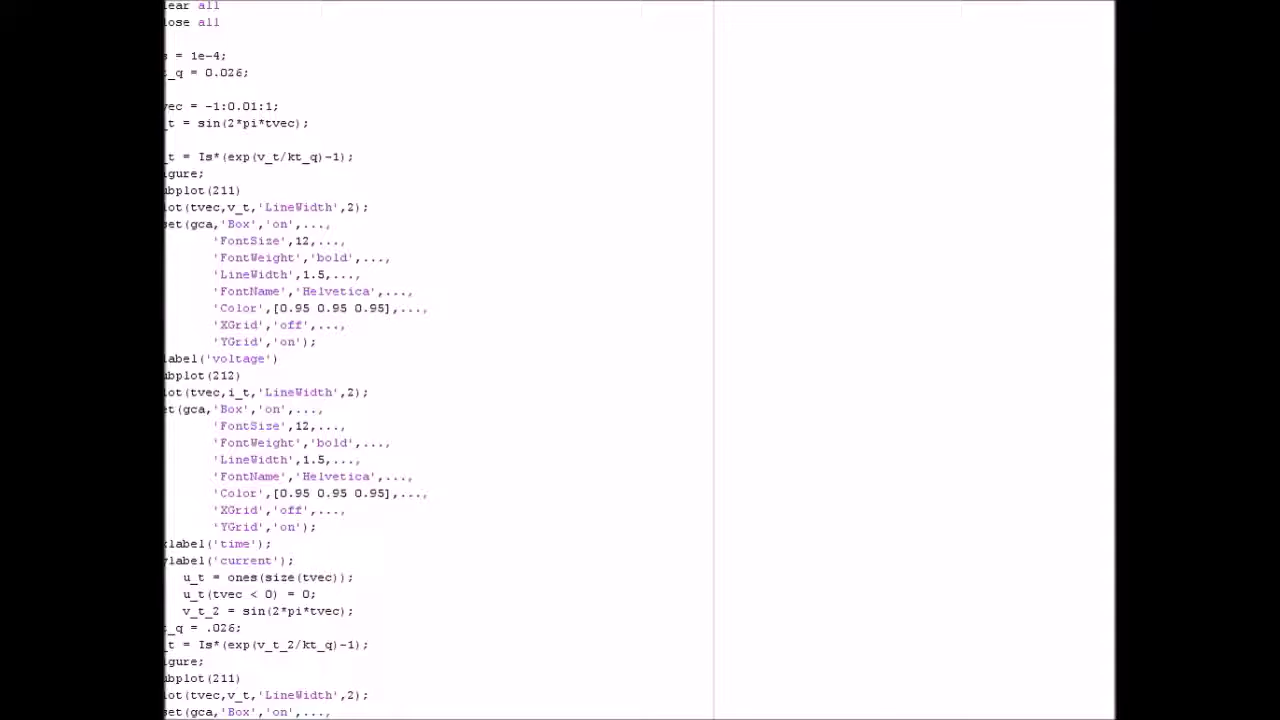 lear all
lose all
s = 1e-4;
t_q = 0.026;
vec = -1:0.01:1;
_t = sin(2*pi*tvec);
_t = Is*(exp(v_t/kt_q)-1);
igure;
ubplot(211)
lot(tvec,v_t,'LineWidth',2);
set(gca,'Box','on',...,
'FontSize',12,...,
'FontWeight','bold',...,
'LineWidth',1.5,...,
'FontName','Helvetica',...,
'Color',[0.95 0.95 0.95],...,
'XGrid','off',...,
'YGrid','on');
label('voltage')
ubplot(212)
lot(tvec,i_t,'LineWidth',2);
et(gca,'Box','on',...,
'FontSize',12,...,
'FontWeight','bold',...,
'LineWidth',1.5,...,
'FontName','Helvetica',...,
'Color',[0.95 0.95 0.95],...,
'XGrid','off',...,
'YGrid','on');
xlabel('time');
ylabel('current');
u_t = ones(size(tvec));
u_t(tvec < 0) = 0;
v_t_2 = sin(2*pi*tvec);
t_q = .026;
_t = Is*(exp(v_t_2/kt_q)-1);
igure;
ubplot(211)
lot(tvec,v_t,'LineWidth',2);
set(gca,'Box','on',...,